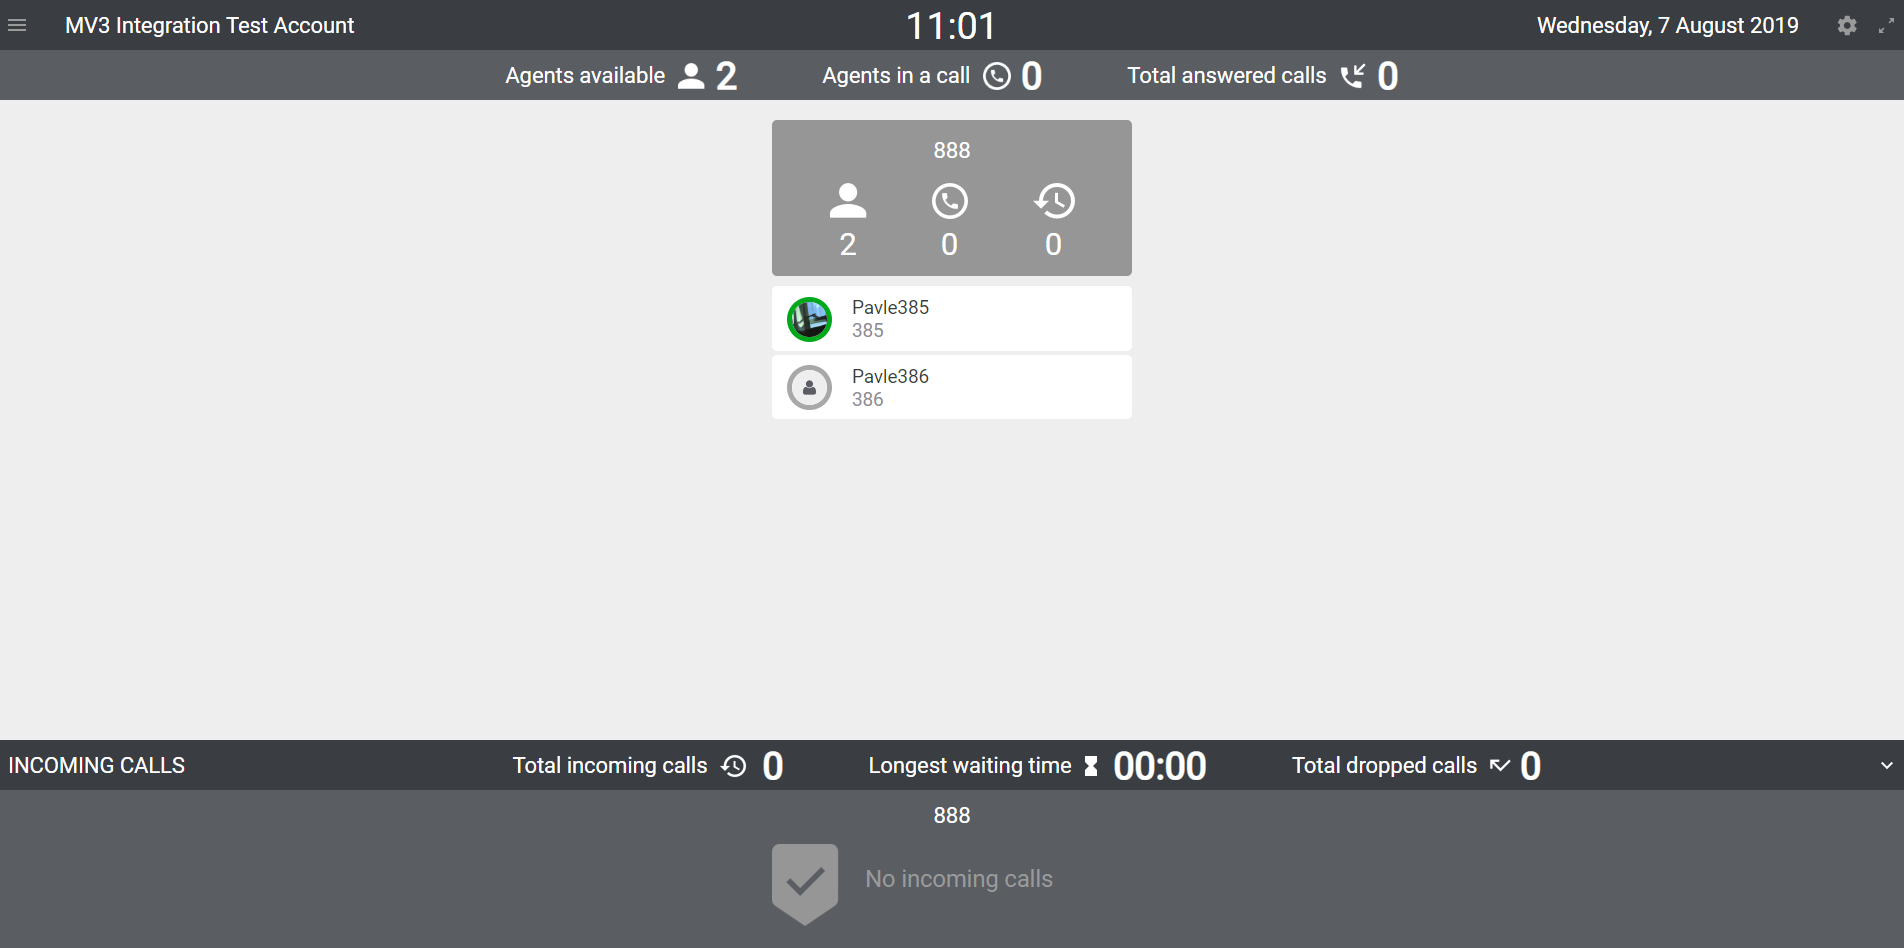 MV3 Integration Test Account
11:01
Wednesday, 7 August 2019
Agents available 2
Agents in a call 0
Total answered calls 0
888
2 0 0
Pavle385
385
Pavle386
386
INCOMING CALLS
Total incoming calls 0
Longest waiting time 00:00
Total dropped calls 0
888
No incoming calls